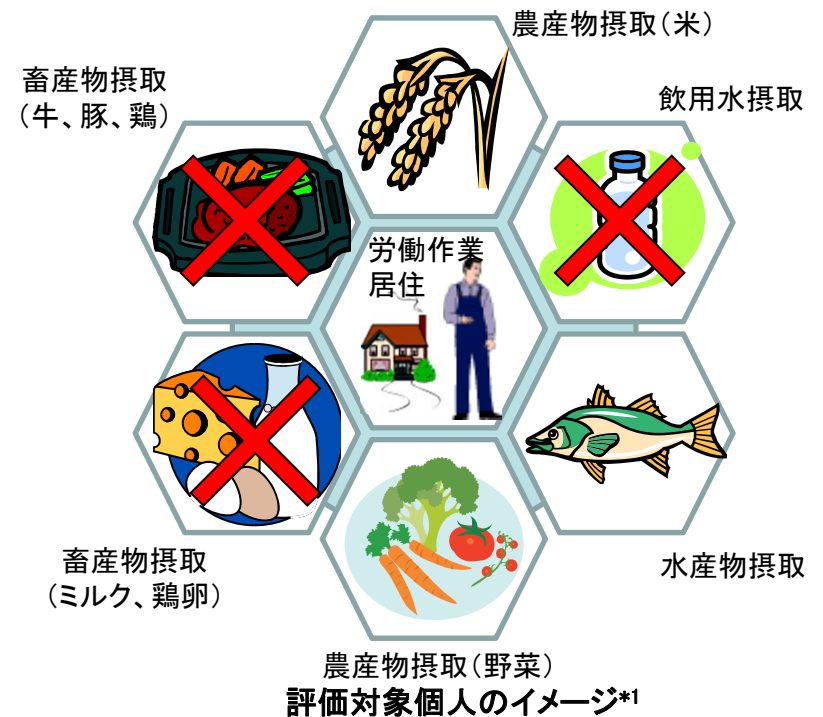 農産物摂取(米)
畜産物摂取
(牛、豚、鶏)
飲用水摂取
労働作業
居住
畜産物摂取
(ミルク、鶏卵)
水産物摂取
農産物摂取(野菜)
評価対象個人のイメージ*1